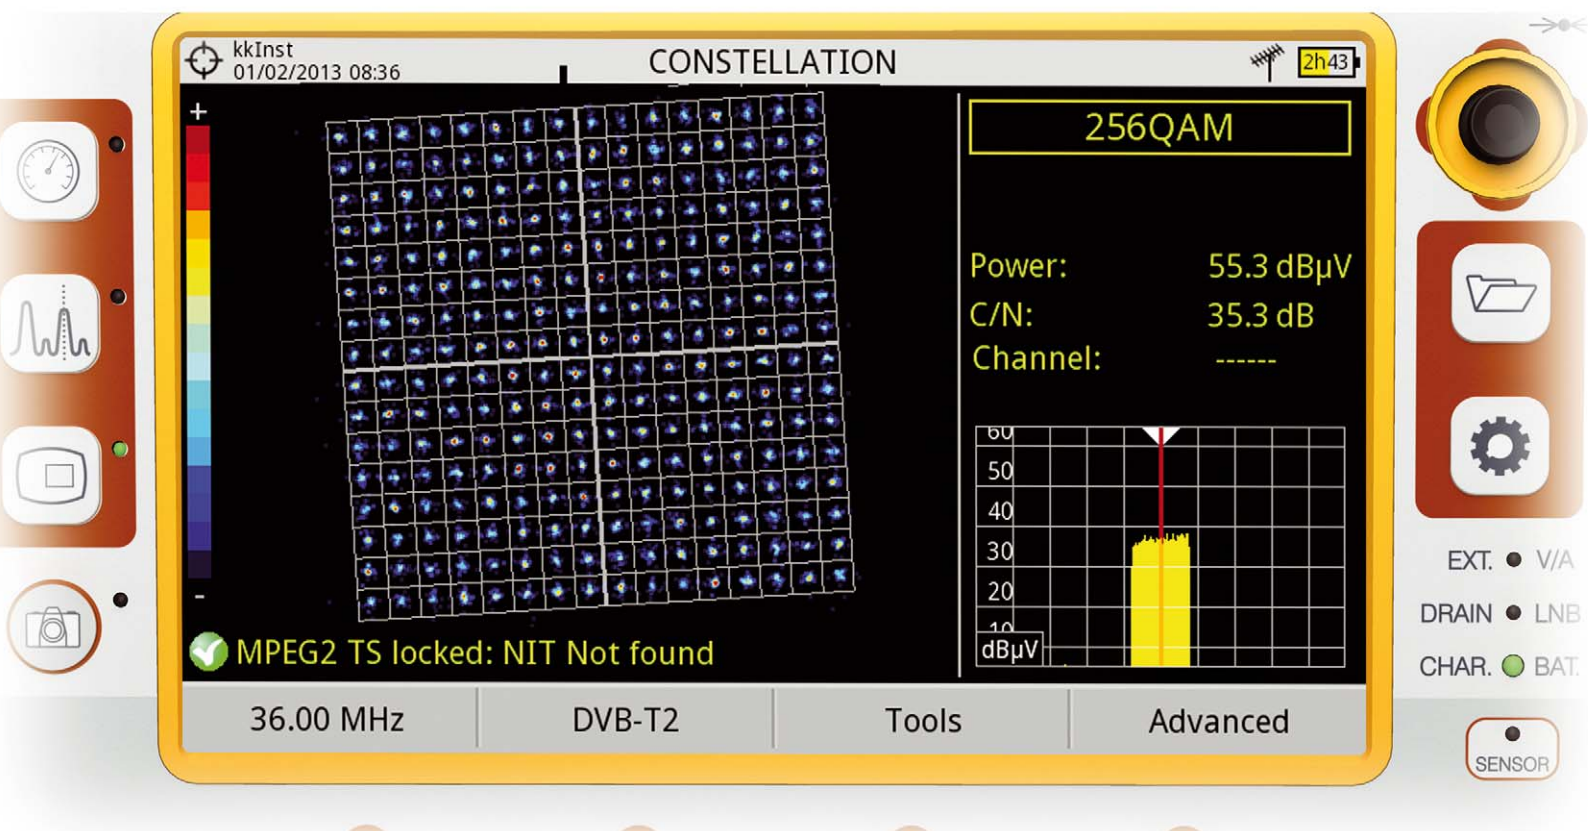 kkInst
01/02/2013 08:36
CONSTELLATION
2h43
+
-
256QAM
Power: 55.3 dBµV
C/N: 35.3 dB
Channel: ------
60
50
40
30
20
10
dBµV
MPEG2 TS locked: NIT Not found
36.00 MHz
DVB-T2
Tools
Advanced
EXT. V/A
DRAIN LNB
CHAR. BAT.
SENSOR